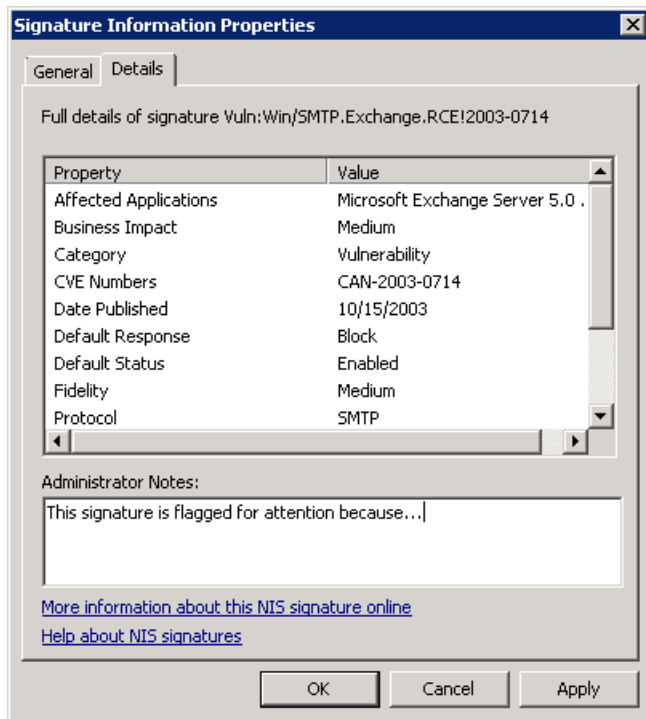 Signature Information Properties
General Details
Full details of signature Vuln:Win/SMTP.Exchange.RCE!2003-0714
Property Value
Affected Applications Microsoft Exchange Server 5.0 .
Business Impact Medium
Category Vulnerability
CVE Numbers CAN-2003-0714
Date Published 10/15/2003
Default Response Block
Default Status Enabled
Fidelity Medium
Protocol SMTP
Administrator Notes:
This signature is flagged for attention because...
More information about this NIS signature online
Help about NIS signatures
OK Cancel Apply